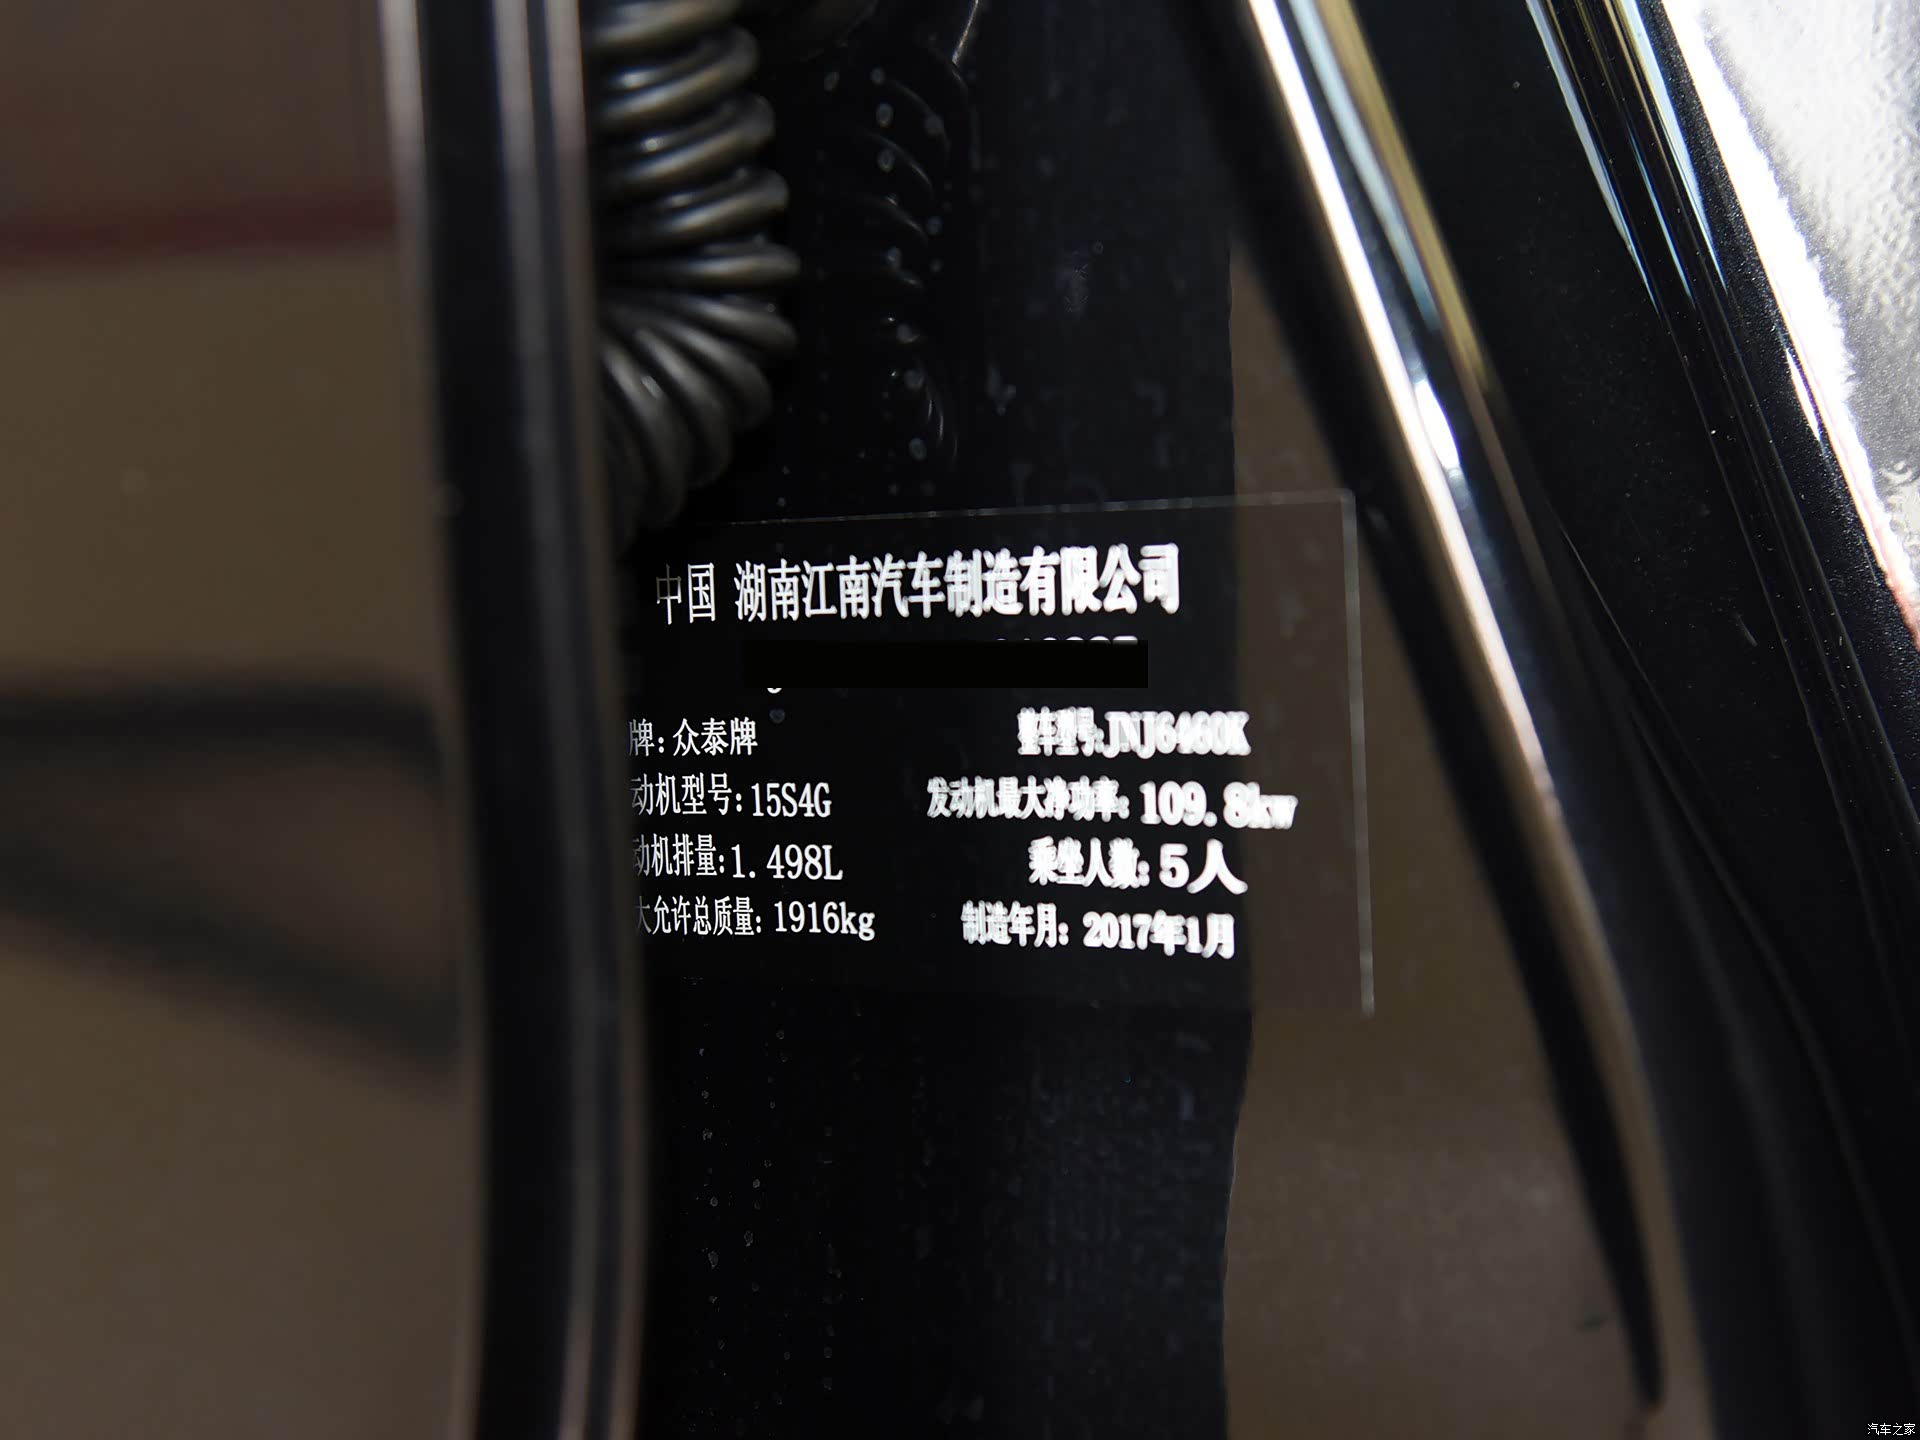 中国 湖南江南汽车制造有限公司
牌:众泰牌 整车型号:JNJ6460K
动机型号:15S4G 发动机最大净功率:109.8kw
动机排量:1.498L 乘坐人数:5人
大允许总质量:1916kg 制造年月:2017年1月
汽车之家